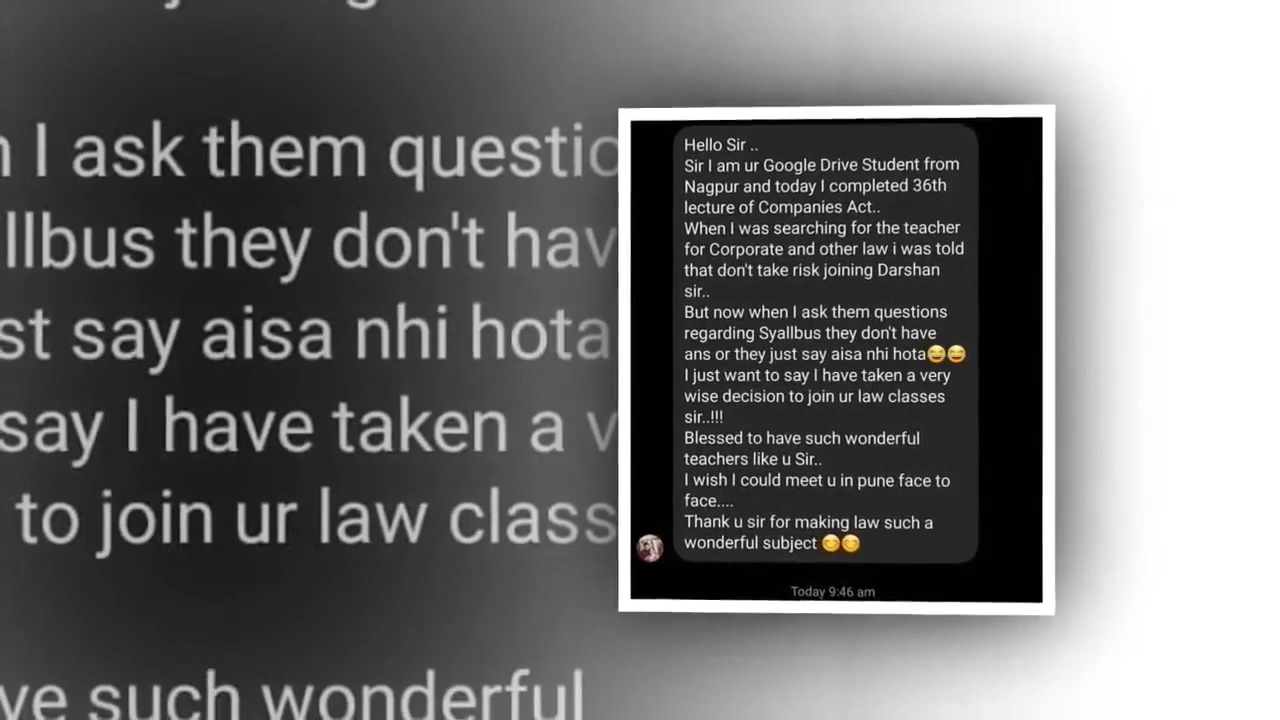 I ask them questio
llbus they don't hav
st say aisa nhi hota
say I have taken a v
to join ur law class
ve such wonderful
Hello Sir ..
Sir I am ur Google Drive Student from
Nagpur and today I completed 36th
lecture of Companies Act..
When I was searching for the teacher
for Corporate and other law i was told
that don't take risk joining Darshan
sir..
But now when I ask them questions
regarding Syallbus they don't have
ans or they just say aisa nhi hota😅😅
I just want to say I have taken a very
wise decision to join ur law classes
sir..!!!
Blessed to have such wonderful
teachers like u Sir..
I wish I could meet u in pune face to
face....
Thank u sir for making law such a
wonderful subject 😊😊
Today 9:46 am